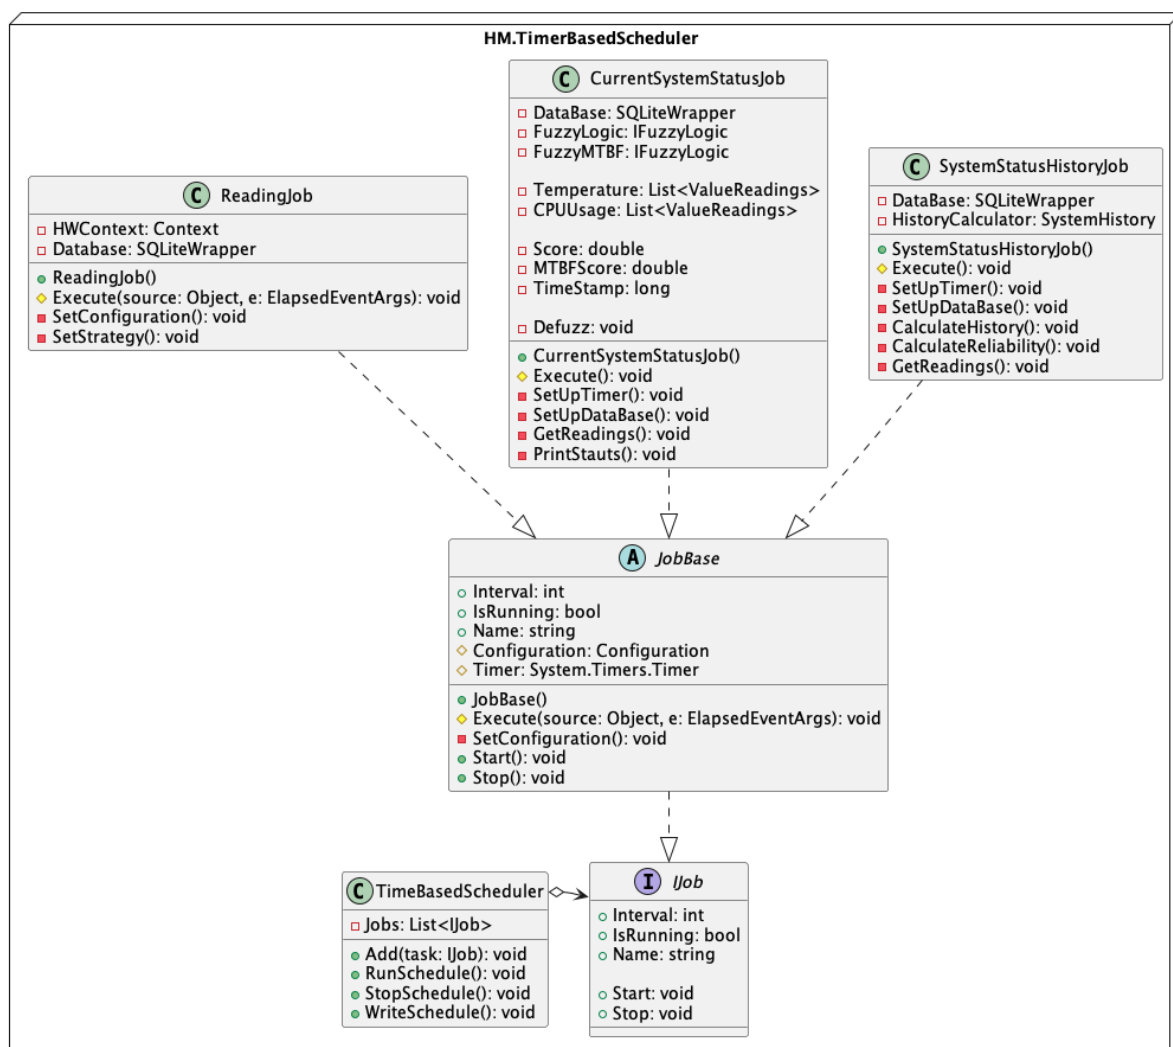 HM.TimerBasedScheduler
C CurrentSystemStatusJob
DataBase: SQLiteWrapper
FuzzyLogic: IFuzzyLogic
FuzzyMTBF: IFuzzyLogic
Temperature: List<ValueReadings>
CPUUsage: List<ValueReadings>
Score: double
MTBFScore: double
TimeStamp: long
Defuzz: void
CurrentSystemStatusJob()
Execute(): void
SetUpTimer(): void
SetUpDataBase(): void
GetReadings(): void
PrintStauts(): void
C SystemStatusHistoryJob
DataBase: SQLiteWrapper
HistoryCalculator: SystemHistory
SystemStatusHistoryJob()
Execute(): void
SetUpTimer(): void
SetUpDataBase(): void
CalculateHistory(): void
CalculateReliability(): void
GetReadings(): void
C ReadingJob
HWContext: Context
Database: SQLiteWrapper
ReadingJob()
Execute(source: Object, e: ElapsedEventArgs): void
SetConfiguration(): void
SetStrategy(): void
A JobBase
Interval: int
IsRunning: bool
Name: string
Configuration: Configuration
Timer: System.Timers.Timer
JobBase()
Execute(source: Object, e: ElapsedEventArgs): void
SetConfiguration(): void
Start(): void
Stop(): void
C TimeBasedScheduler
Jobs: List<IJob>
Add(task: IJob): void
RunSchedule(): void
StopSchedule(): void
WriteSchedule(): void
I IJob
Interval: int
IsRunning: bool
Name: string
Start: void
Stop: void